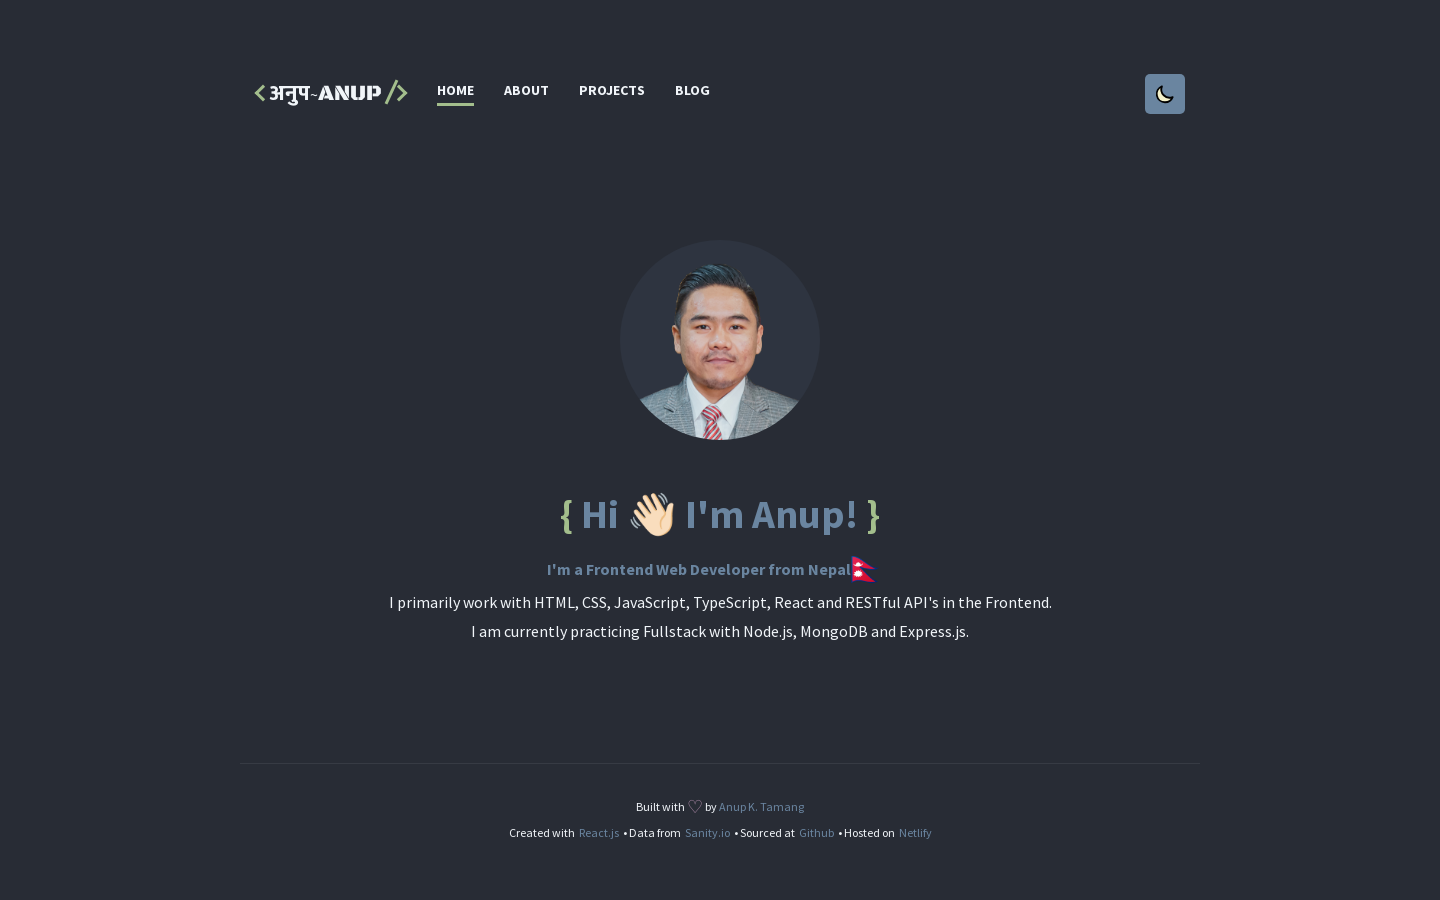 < अनुप~ANUP />
HOME ABOUT PROJECTS BLOG
{ Hi 👋🏻 I'm Anup! }
I'm a Frontend Web Developer from Nepal🇳🇵
I primarily work with HTML, CSS, JavaScript, TypeScript, React and RESTful API's in the Frontend.
I am currently practicing Fullstack with Node.js, MongoDB and Express.js.
Built with ♡ by Anup K. Tamang
Created with React.js • Data from Sanity.io • Sourced at Github • Hosted on Netlify